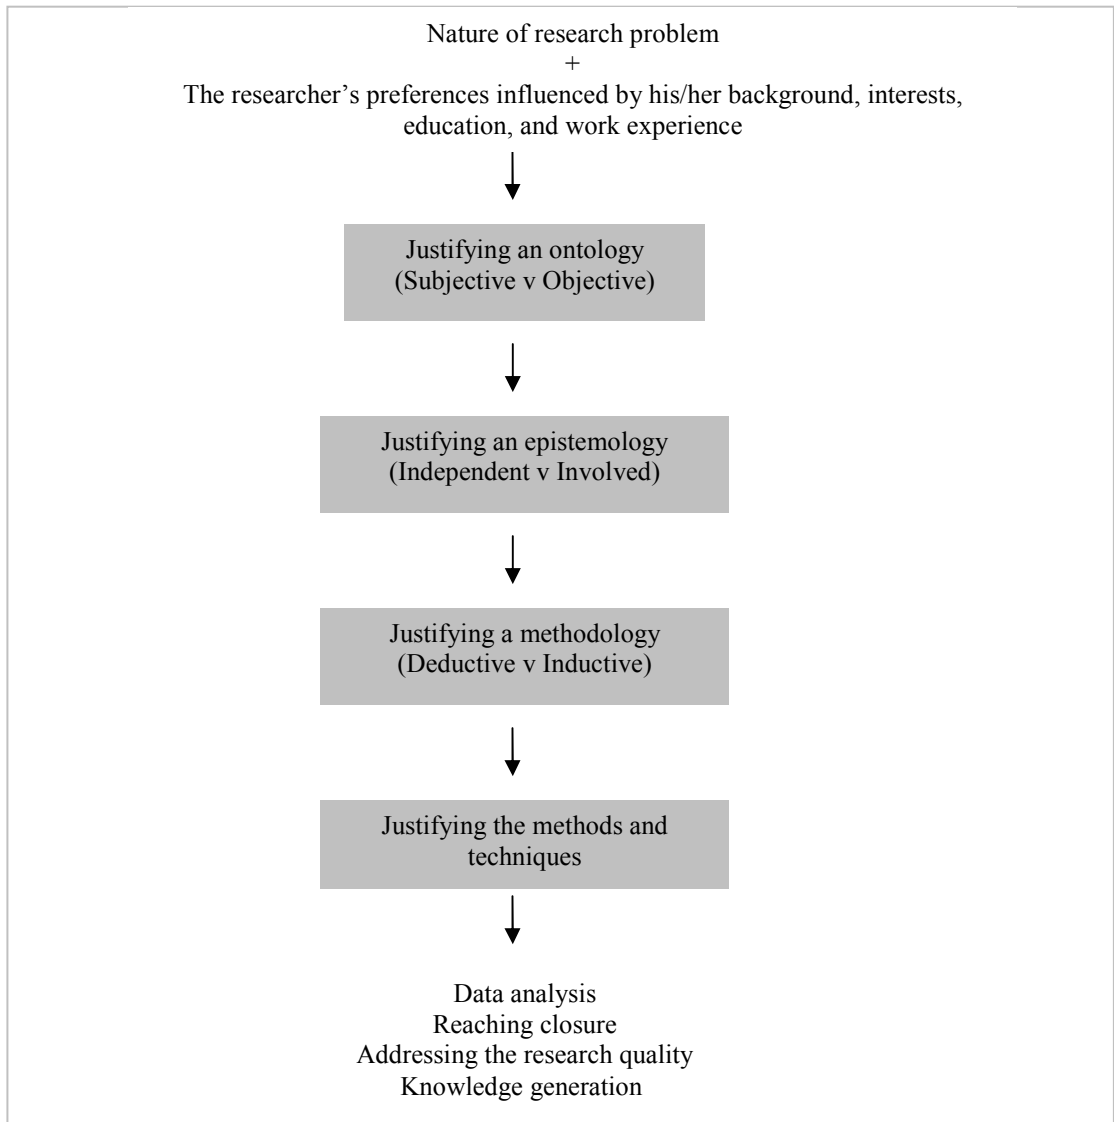 Nature of research problem
+
The researcher’s preferences influenced by his/her background, interests,
education, and work experience
Justifying an ontology
(Subjective v Objective)
Justifying an epistemology
(Independent v Involved)
Justifying a methodology
(Deductive v Inductive)
Justifying the methods and
techniques
Data analysis
Reaching closure
Addressing the research quality
Knowledge generation